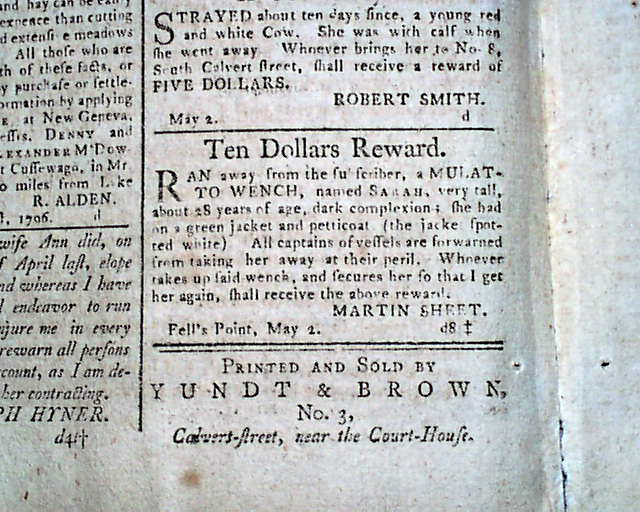 and hay can be easily
expence than cutting
d extensive meadows
All those who are
th of these facts, or
y purchase or settle-
ormation by applying
at New Geneva,
essrs. DENNY and
LEXANDER M'DOW-
t Cussewago, in Mr.
o miles from Lake
R. ALDEN.
1796. d
wife Ann did, on
f April last, elope
nd whereas I have
l endeavor to run
njure me in every
rewarn all persons
count, as I am de-
her contracting.
PH HYNER.
d4t†
STRAYED about ten days since, a young red
and white Cow. She was with calf when
she went away. Whoever brings her to No. 8,
South Calvert street, shall receive a reward of
FIVE DOLLARS.
ROBERT SMITH.
May 2. d
Ten Dollars Reward.
RAN away from the subscriber, a MULAT-
TO WENCH, named SARAH, very tall,
about 28 years of age, dark complexion; she had
on a green jacket and petticoat (the jacket spot-
ted white) All captains of vessels are forwarned
from taking her away at their peril. Whoever
takes up said wench, and secures her so that I get
her again, shall receive the above reward.
MARTIN SHEET.
Fell's Point, May 2. d8 ‡
PRINTED AND SOLD BY
YUNDT & BROWN,
No. 3,
Calvert-street, near the Court-House.